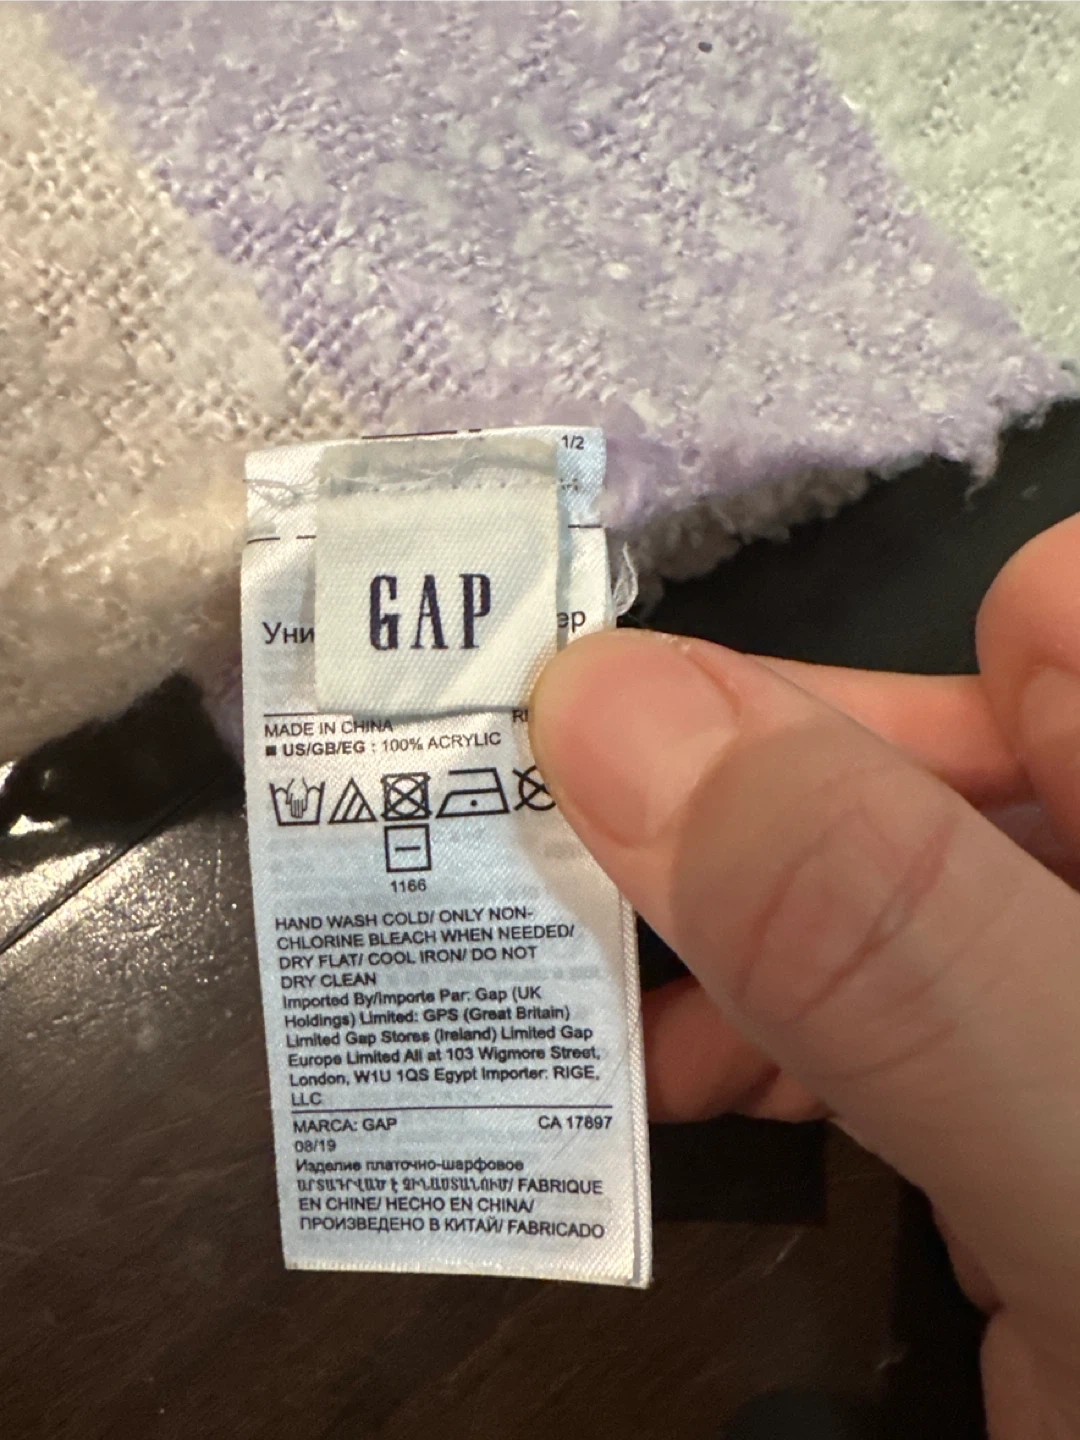 1/2
GAP
MADE IN CHINA
■ US/GB/EG : 100% ACRYLIC
1166
HAND WASH COLD/ ONLY NON-
CHLORINE BLEACH WHEN NEEDED/
DRY FLAT/ COOL IRON/ DO NOT
DRY CLEAN
Imported By/Importe Par: Gap (UK
Holdings) Limited: GPS (Great Britain)
Limited Gap Stores (Ireland) Limited Gap
Europe Limited All at 103 Wigmore Street,
London, W1U 1QS Egypt Importer: RIGE,
LLC
MARCA: GAP CA 17897
08/19
Изделие платочно-шарфовое
ԱՐՏԱԴՐՎԱԾ Է ՉԻՆԱՍՏԱՆՈՒՄ/ FABRIQUE
EN CHINE/ HECHO EN CHINA/
ПРОИЗВЕДЕНО В КИТАЙ/ FABRICADO